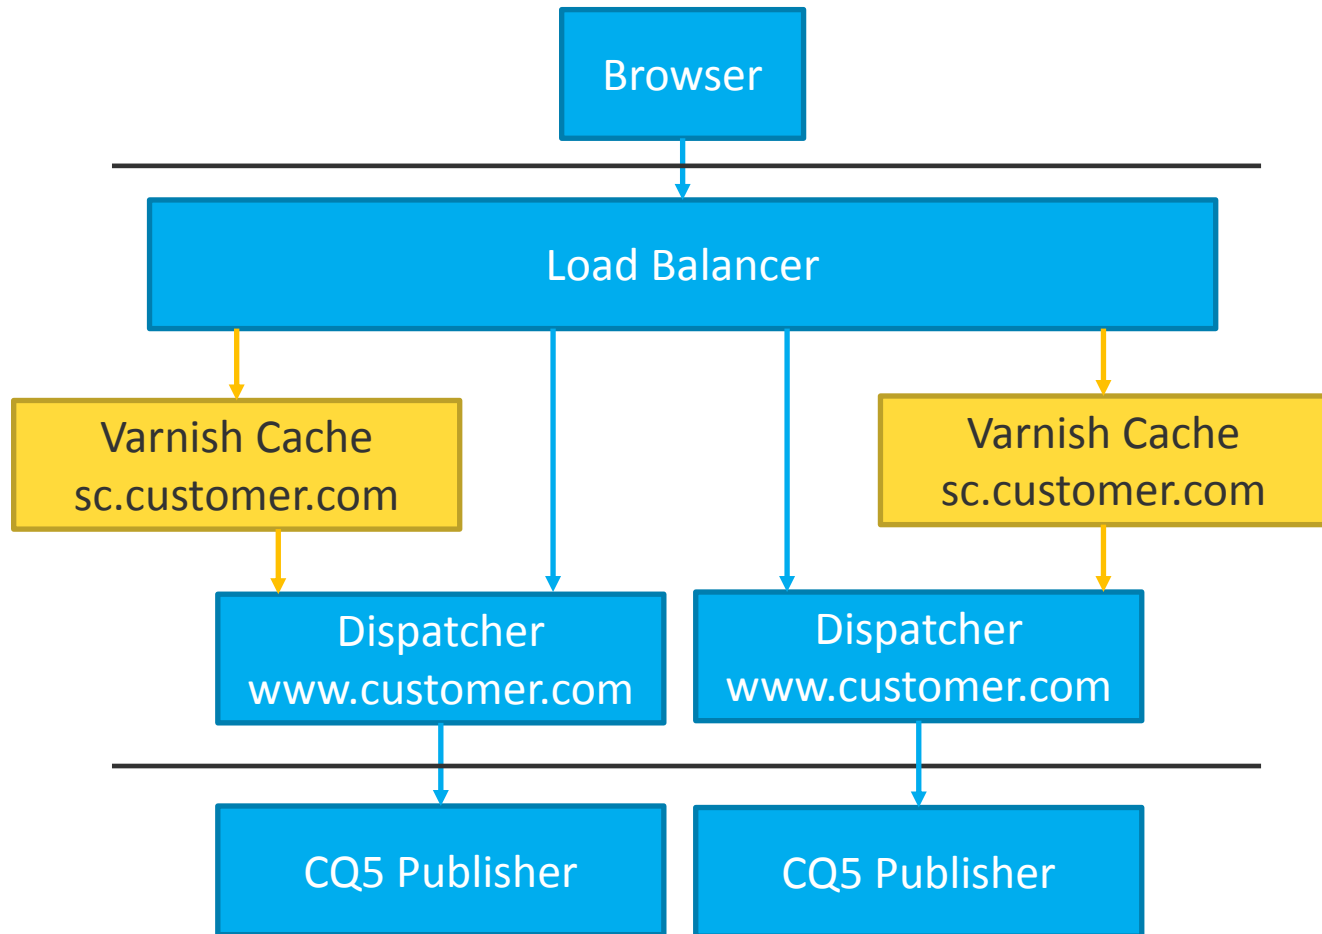 Browser
Load Balancer
Varnish Cache
sc.customer.com
Varnish Cache
sc.customer.com
Dispatcher
www.customer.com
Dispatcher
www.customer.com
CQ5 Publisher
CQ5 Publisher